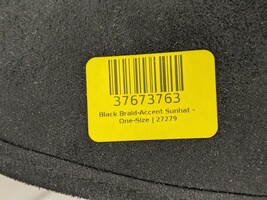 37673763
Black Braid-Accent Sunhat -
One-Size | 27279